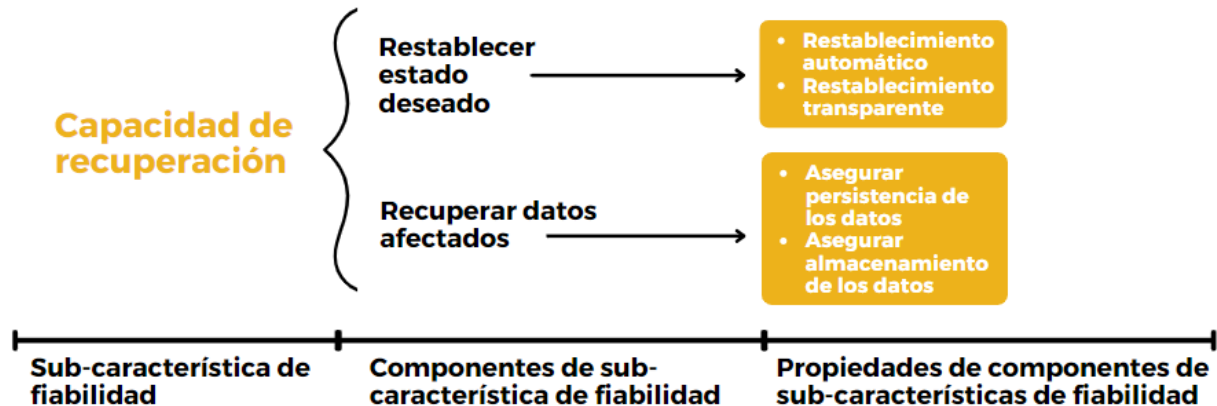 Capacidad de
recuperación
Restablecer
estado
deseado
• Restablecimiento
automático
• Restablecimiento
transparente
Recuperar datos
afectados
• Asegurar
persistencia de
los datos
• Asegurar
almacenamiento
de los datos
Sub-característica de
fiabilidad
Componentes de sub-
característica de fiabilidad
Propiedades de componentes de
sub-características de fiabilidad